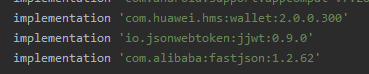 implementation 'com.huawei.hms:wallet:2.0.0.300'
implementation 'io.jsonwebtoken:jjwt:0.9.0'
implementation 'com.alibaba:fastjson:1.2.62'